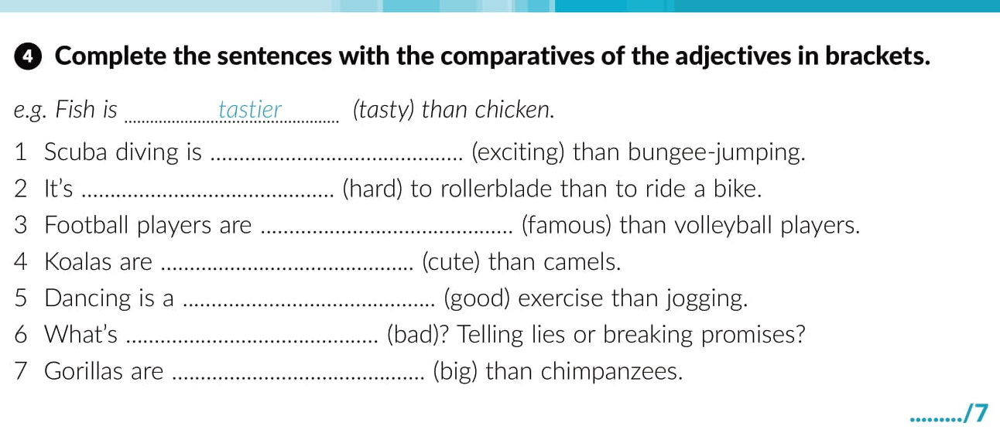 4 Complete the sentences with the comparatives of the adjectives in brackets.
e.g. Fish is ..........tastier.......... (tasty) than chicken.
1 Scuba diving is ............................................ (exciting) than bungee-jumping.
2 It's ............................................ (hard) to rollerblade than to ride a bike.
3 Football players are ............................................ (famous) than volleyball players.
4 Koalas are ............................................ (cute) than camels.
5 Dancing is a ............................................ (good) exercise than jogging.
6 What's ............................................ (bad)? Telling lies or breaking promises?
7 Gorillas are ............................................ (big) than chimpanzees.
........./7